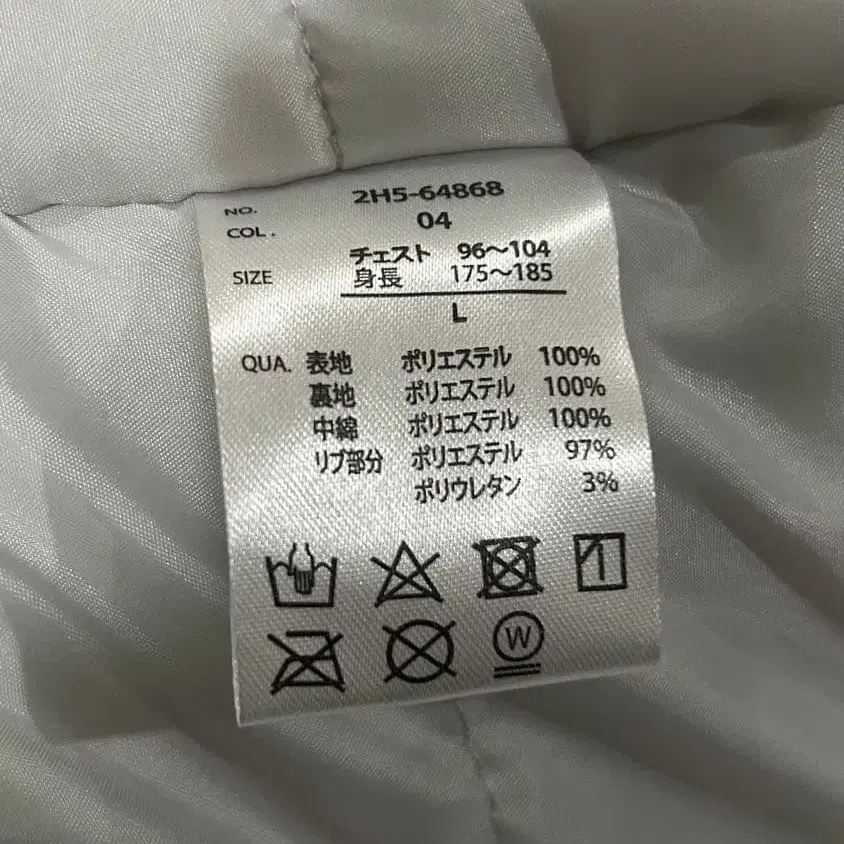 NO. 2H5-64868
COL. 04
SIZE チェスト 96〜104
身長 175〜185
L
QUA. 表地 ポリエステル 100%
裏地 ポリエステル 100%
中綿 ポリエステル 100%
リブ部分 ポリエステル 97%
ポリウレタン 3%
W